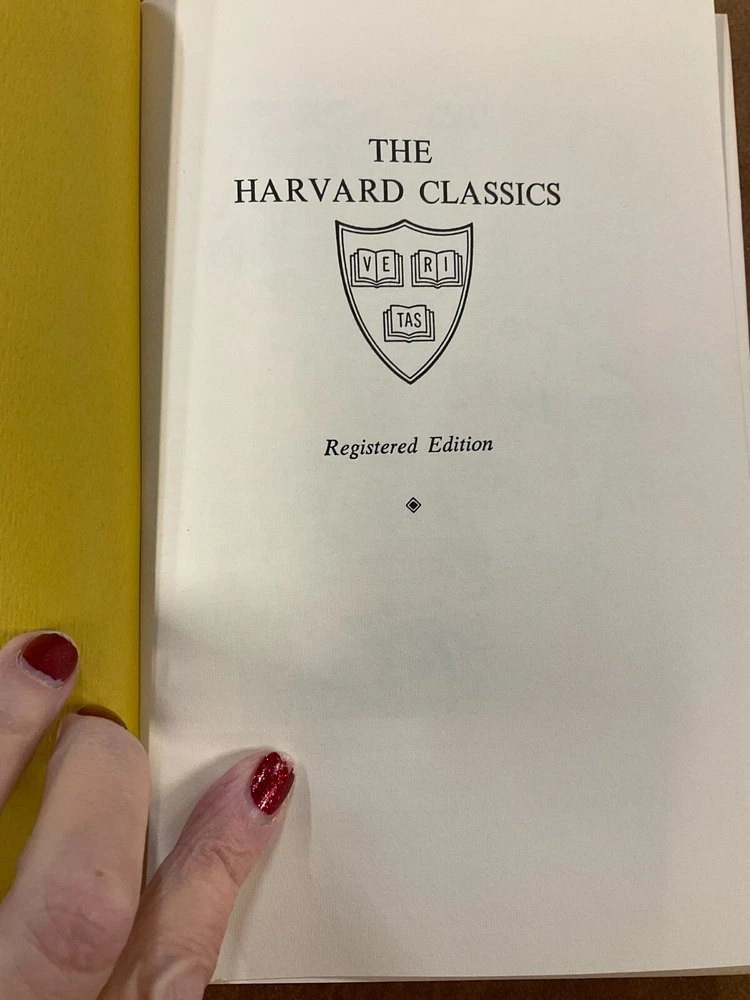 THE
HARVARD CLASSICS
VE RI
TAS
Registered Edition